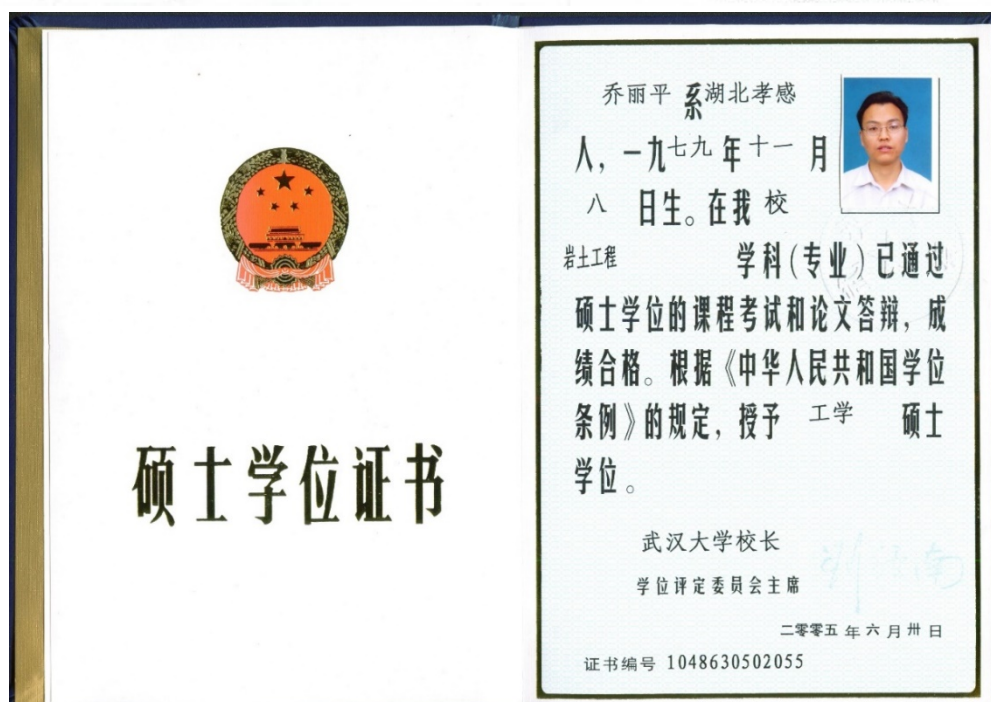 硕士学位证书
乔丽平 系湖北孝感
人，一九七九年十一月
八 日生。在我校
岩土工程 学科(专业)已通过
硕士学位的课程考试和论文答辩，成
绩合格。根据《中华人民共和国学位
条例》的规定，授予 工学 硕士
学位。
武汉大学校长
学位评定委员会主席
二零零五年六月卅日
证书编号 1048630502055